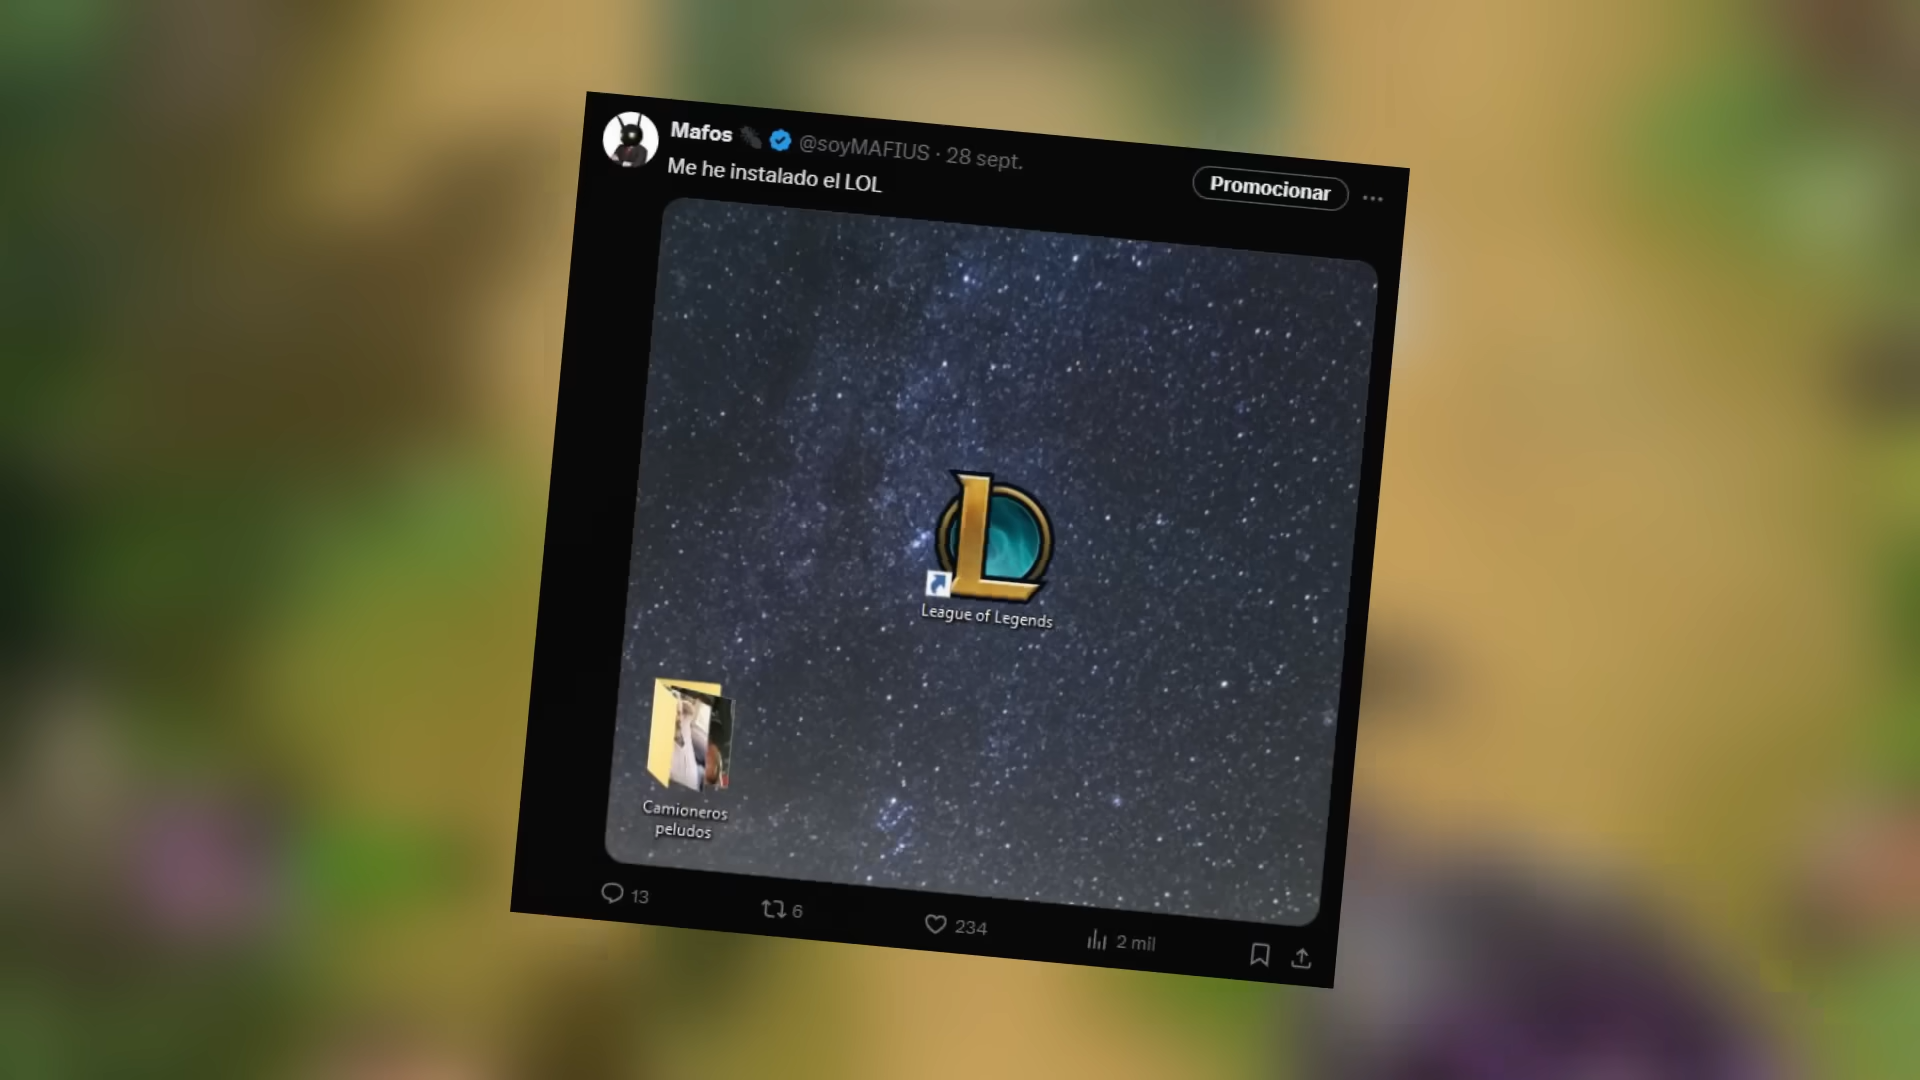 Mafos @soyMAFIUS · 28 sept.
Promocionar
Me he instalado el LOL
League of Legends
Camioneros
peludos
13 6 234 2 mil